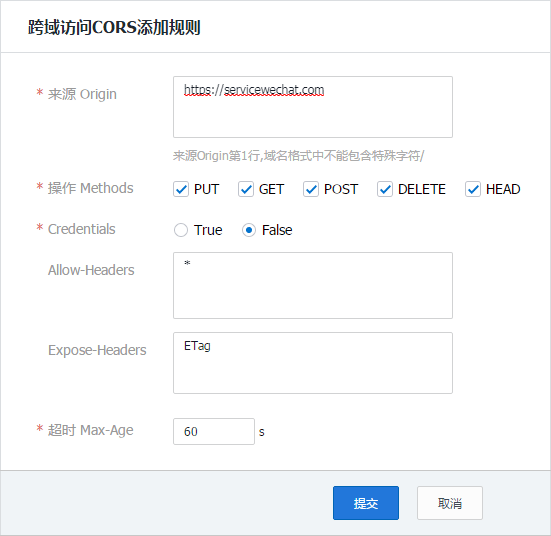 跨域访问CORS添加规则
* 来源 Origin
https://servicewechat.com
来源Origin第1行,域名格式中不能包含特殊字符/
* 操作 Methods PUT GET POST DELETE HEAD
* Credentials True False
Allow-Headers *
Expose-Headers ETag
* 超时 Max-Age 60 s
提交 取消